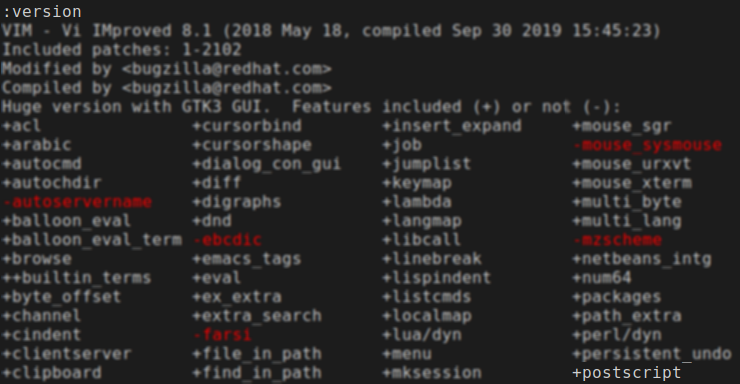 :version
VIM - Vi IMproved 8.1 (2018 May 18, compiled Sep 30 2019 15:45:23)
Included patches: 1-2102
Modified by <bugzilla@redhat.com>
Compiled by <bugzilla@redhat.com>
Huge version with GTK3 GUI.  Features included (+) or not (-):
+acl +cursorbind +insert_expand +mouse_sgr
+arabic +cursorshape +job -mouse_sysmouse
+autocmd +dialog_con_gui +jumplist +mouse_urxvt
+autochdir +diff +keymap +mouse_xterm
-autoservername +digraphs +lambda +multi_byte
+balloon_eval +dnd +langmap +multi_lang
+balloon_eval_term -ebcdic +libcall -mzscheme
+browse +emacs_tags +linebreak +netbeans_intg
++builtin_terms +eval +lispindent +num64
+byte_offset +ex_extra +listcmds +packages
+channel +extra_search +localmap +path_extra
+cindent -farsi +lua/dyn +perl/dyn
+clientserver +file_in_path +menu +persistent_undo
+clipboard +find_in_path +mksession +postscript